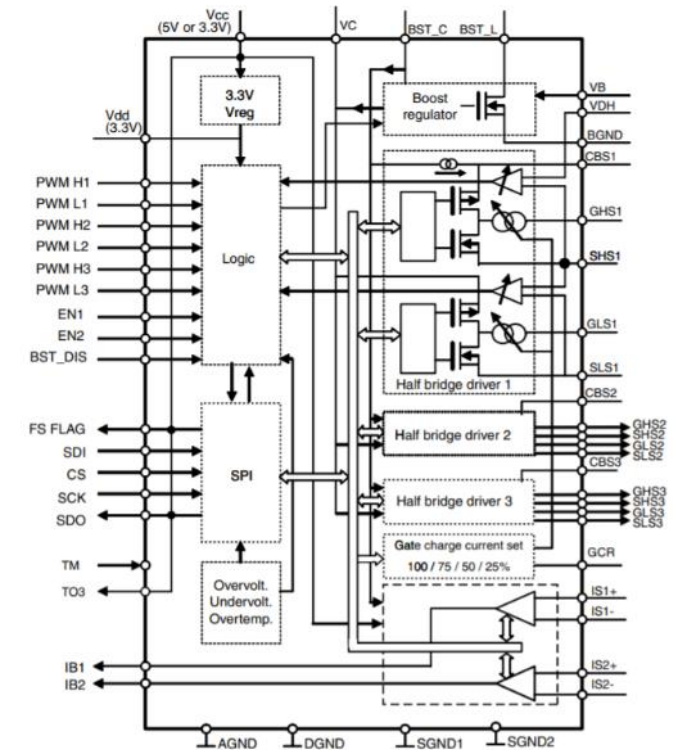 Vcc
(5V or 3.3V)
VC
BST_C
BST_L
3.3V
Vreg
Boost
regulator
VB
VDH
BGND
CBS1
Vdd
(3.3V)
PWM H1
PWM L1
PWM H2
PWM L2
PWM H3
PWM L3
EN1
EN2
BST_DIS
Logic
GHS1
SHS1
GLS1
SLS1
Half bridge driver 1
CBS2
FS FLAG
SDI
CS
SCK
SDO
SPI
Half bridge driver 2
GHS2
SHS2
GLS2
SLS2
CBS3
Half bridge driver 3
GHS3
SHS3
GLS3
SLS3
Gate charge current set
100 / 75 / 50 / 25%
GCR
TM
TO3
Overvolt.
Undervolt.
Overtemp.
IS1+
IS1-
IB1
IB2
IS2+
IS2-
AGND
DGND
SGND1
SGND2